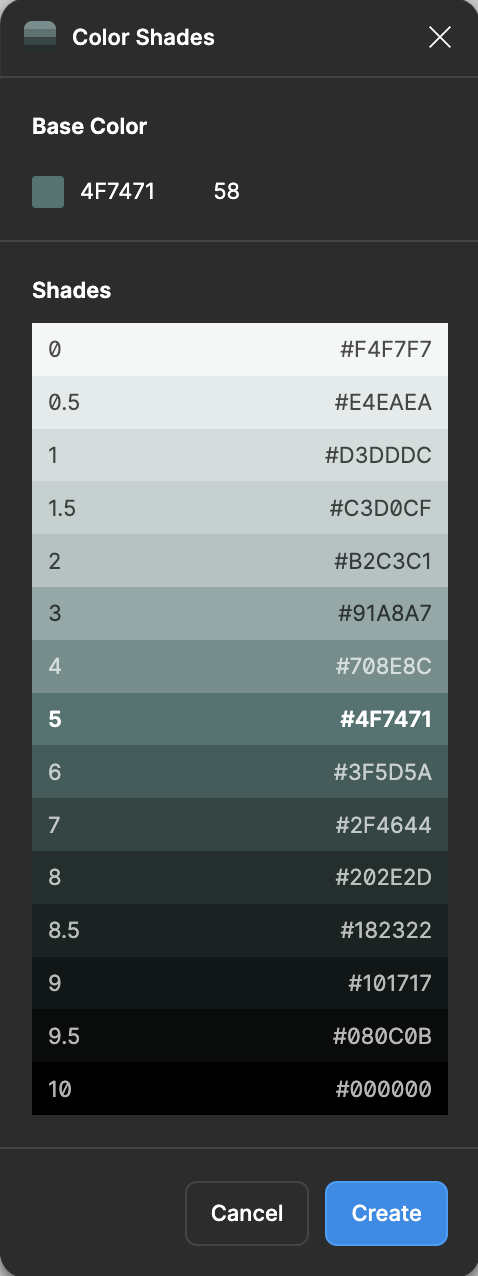 Color Shades
Base Color
4F7471 58
Shades
0 #F4F7F7
0.5 #E4EAEA
1 #D3DDDC
1.5 #C3D0CF
2 #B2C3C1
3 #91A8A7
4 #708E8C
5 #4F7471
6 #3F5D5A
7 #2F4644
8 #202E2D
8.5 #182322
9 #101717
9.5 #080C0B
10 #000000
Cancel Create